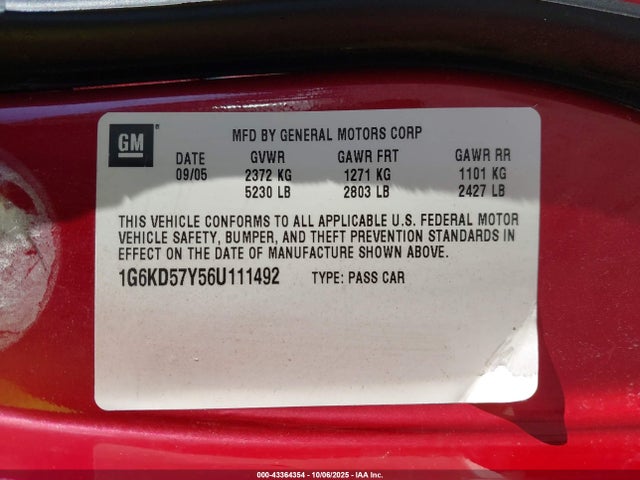 GM
MFD BY GENERAL MOTORS CORP
DATE GVWR GAWR FRT GAWR RR
09/05 2372 KG 1271 KG 1101 KG
5230 LB 2803 LB 2427 LB
THIS VEHICLE CONFORMS TO ALL APPLICABLE U.S. FEDERAL MOTOR
VEHICLE SAFETY, BUMPER, AND THEFT PREVENTION STANDARDS IN
EFFECT ON THE DATE OF MANUFACTURE SHOWN ABOVE.
1G6KD57Y56U111492 TYPE: PASS CAR
000-43364354 | 10/06/2025 | IAA Inc.